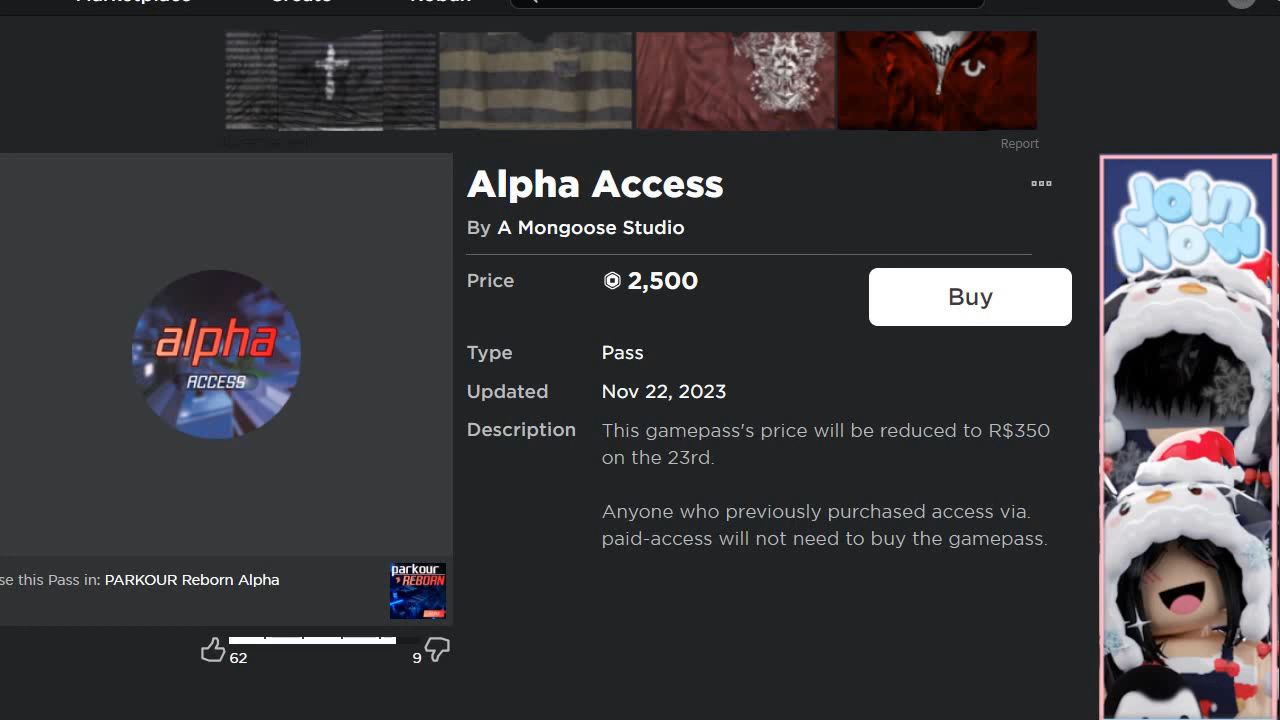 Marketplace Create Robux
Report
Alpha Access
By A Mongoose Studio
Price 2,500
Buy
Type Pass
Updated Nov 22, 2023
Description This gamepass's price will be reduced to R$350
on the 23rd.
Anyone who previously purchased access via.
paid-access will not need to buy the gamepass.
alpha
ACCESS
se this Pass in: PARKOUR Reborn Alpha
parkour
REBORN
62 9
Join
Now